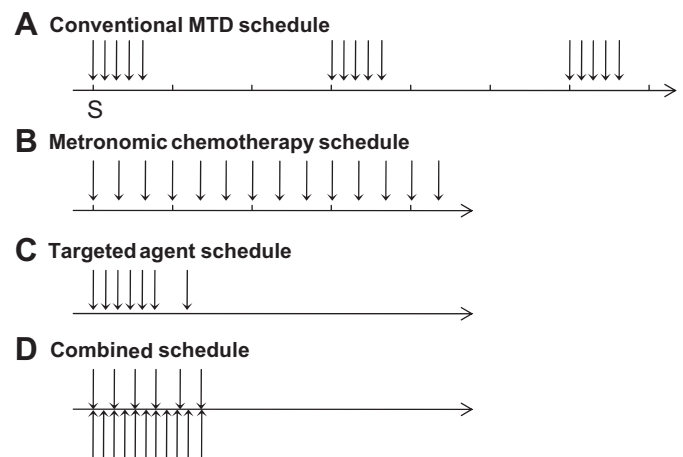 A Conventional MTD schedule
S
B Metronomic chemotherapy schedule
C Targeted agent schedule
D Combined schedule